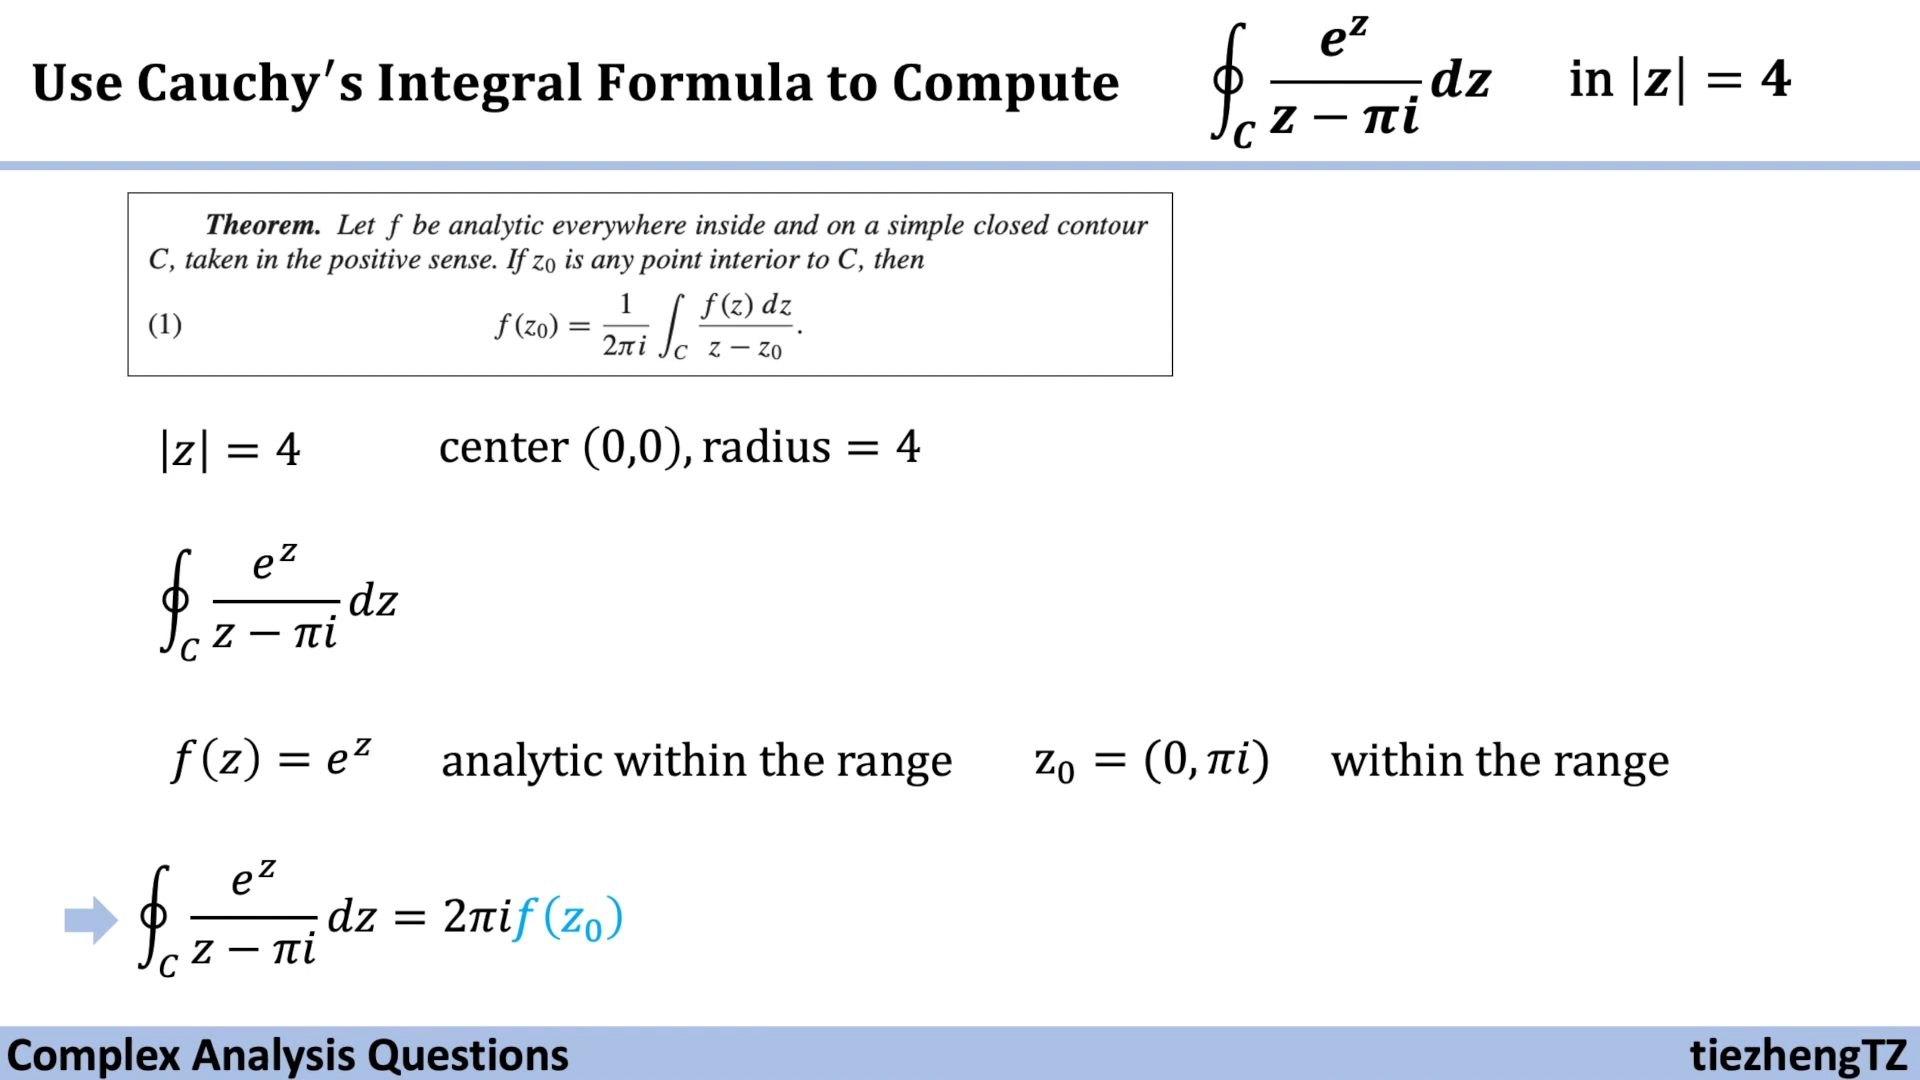 Use Cauchy′s Integral Formula to Compute ∮_C e^z/(z − πi) dz in |z| = 4
Theorem. Let f be analytic everywhere inside and on a simple closed contour
C, taken in the positive sense. If z₀ is any point interior to C, then
(1) f(z₀) = 1/(2πi) ∫_C f(z) dz/(z − z₀).
|z| = 4 center (0,0), radius = 4
∮_C e^z/(z − πi) dz
f(z) = e^z analytic within the range z₀ = (0, πi) within the range
∮_C e^z/(z − πi) dz = 2πif(z₀)
Complex Analysis Questions tiezhengTZ